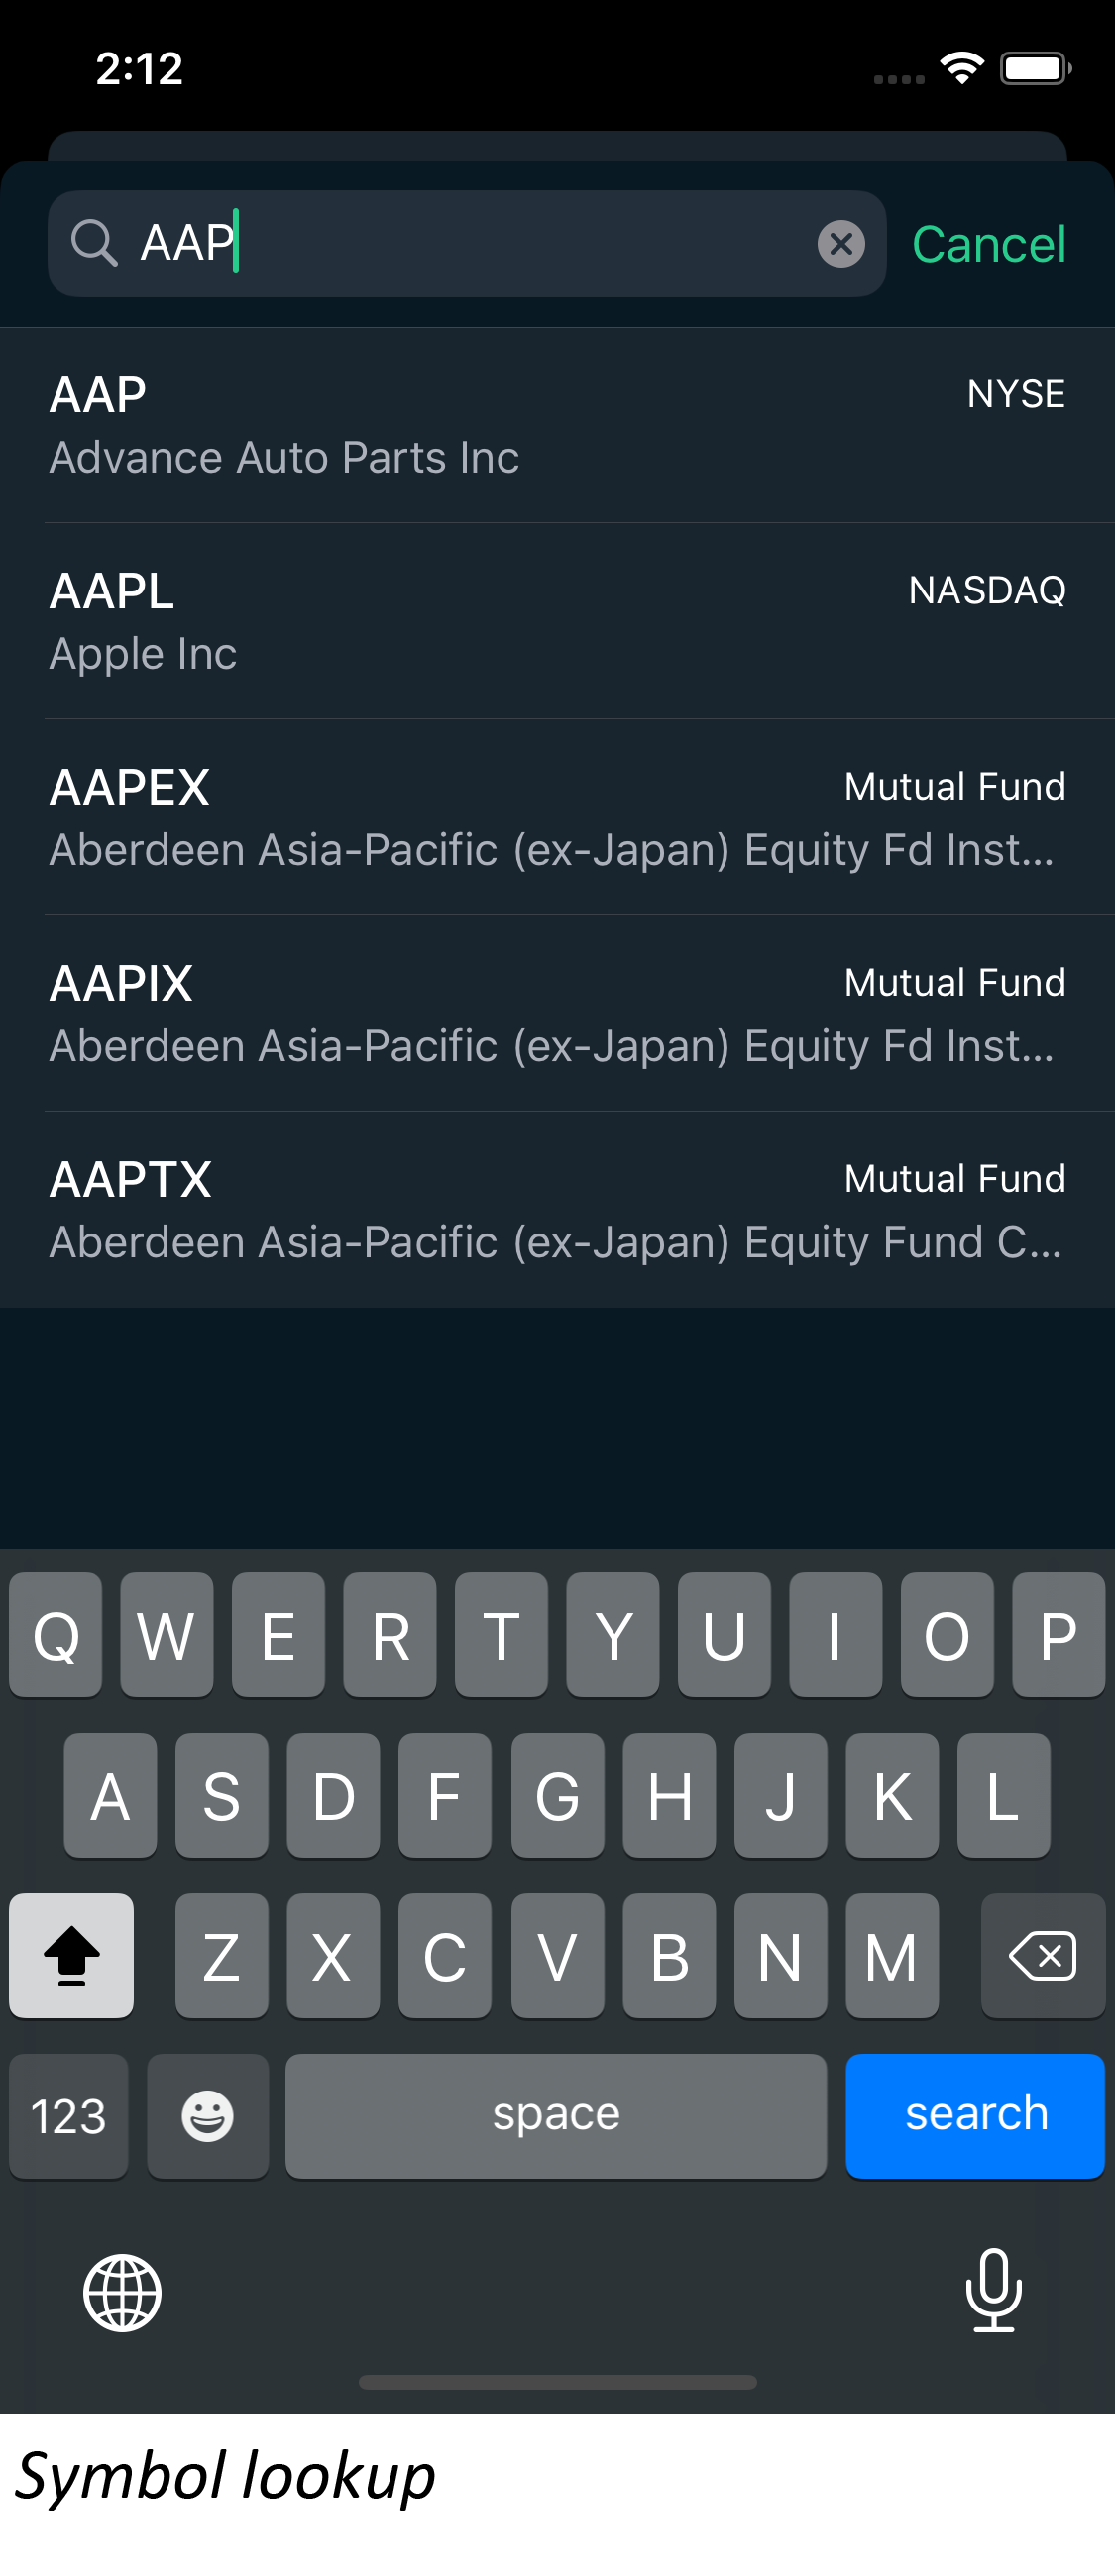 2:12
AAP
Cancel
AAP NYSE
Advance Auto Parts Inc
AAPL NASDAQ
Apple Inc
AAPEX Mutual Fund
Aberdeen Asia-Pacific (ex-Japan) Equity Fd Inst...
AAPIX Mutual Fund
Aberdeen Asia-Pacific (ex-Japan) Equity Fd Inst...
AAPTX Mutual Fund
Aberdeen Asia-Pacific (ex-Japan) Equity Fund C...
Q W E R T Y U I O P
A S D F G H J K L
Z X C V B N M
123 space search
Symbol lookup